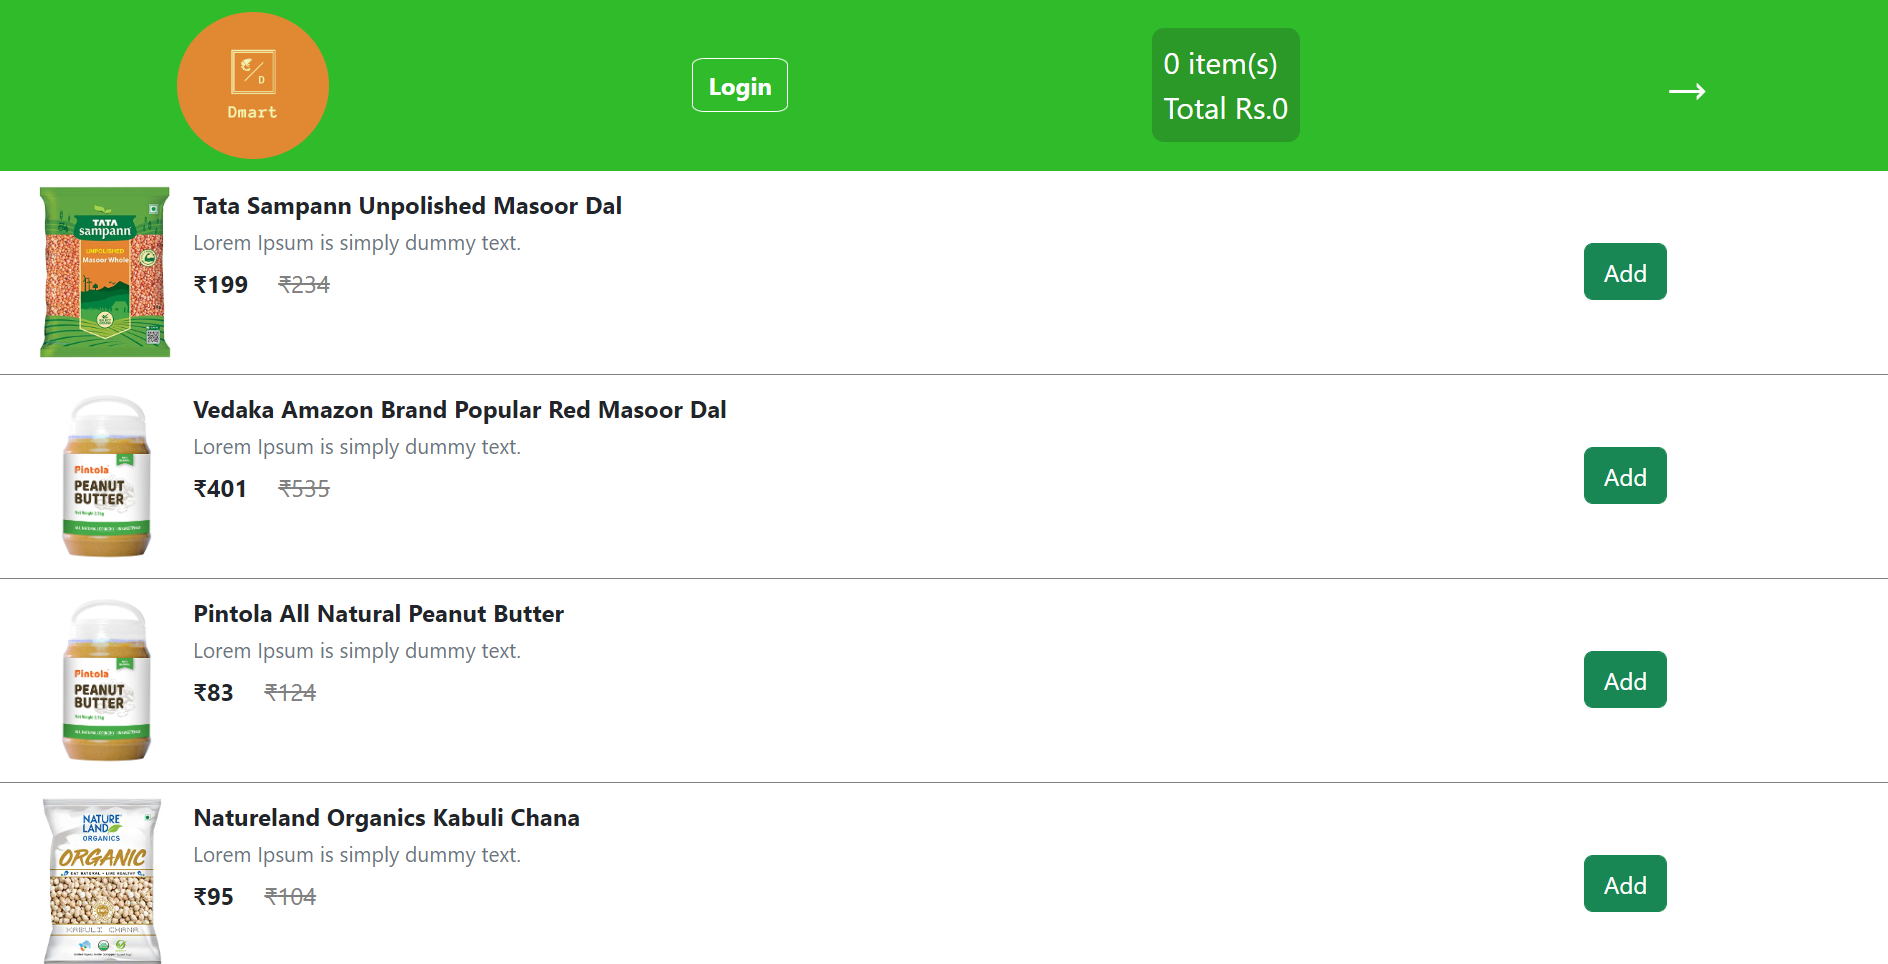 D
Dmart
Login
0 item(s)
Total Rs.0
→
Tata Sampann Unpolished Masoor Dal
Lorem Ipsum is simply dummy text.
₹199 ₹234
Add
TATA
sampann
UNPOLISHED
Masoor Whole
Vedaka Amazon Brand Popular Red Masoor Dal
Lorem Ipsum is simply dummy text.
₹401 ₹535
Add
Pintola
PEANUT
BUTTER
Pintola All Natural Peanut Butter
Lorem Ipsum is simply dummy text.
₹83 ₹124
Add
Pintola
PEANUT
BUTTER
Natureland Organics Kabuli Chana
Lorem Ipsum is simply dummy text.
₹95 ₹104
Add
NATURE
LAND
ORGANICS
ORGANIC
EAT NATURAL • LIVE HEALTHY
KABULI CHANA